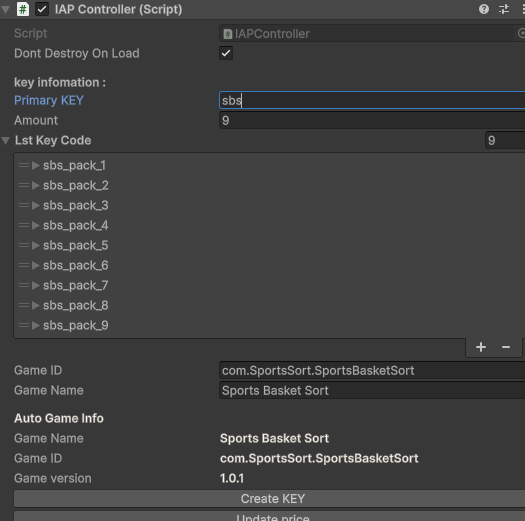 IAP Controller (Script)
Script IAPController
Dont Destroy On Load
key infomation :
Primary KEY sbs
Amount 9
Lst Key Code 9
sbs_pack_1
sbs_pack_2
sbs_pack_3
sbs_pack_4
sbs_pack_5
sbs_pack_6
sbs_pack_7
sbs_pack_8
sbs_pack_9
+ −
Game ID com.SportsSort.SportsBasketSort
Game Name Sports Basket Sort
Auto Game Info
Game Name Sports Basket Sort
Game ID com.SportsSort.SportsBasketSort
Game version 1.0.1
Create KEY
Update price